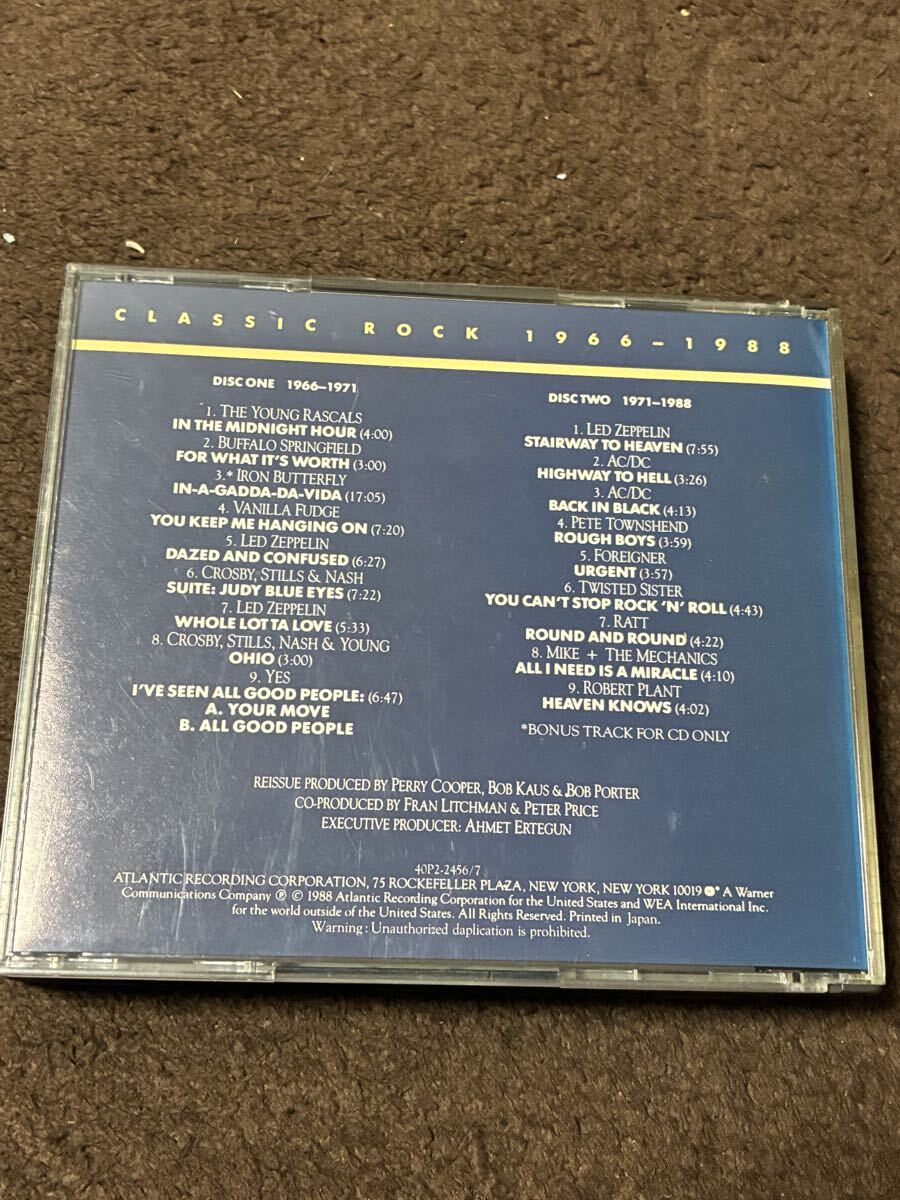 CLASSIC ROCK 1966–1988
DISC ONE 1966–1971
1. THE YOUNG RASCALS
IN THE MIDNIGHT HOUR (4:00)
2. BUFFALO SPRINGFIELD
FOR WHAT IT'S WORTH (3:00)
3.* IRON BUTTERFLY
IN-A-GADDA-DA-VIDA (17:05)
4. VANILLA FUDGE
YOU KEEP ME HANGING ON (7:20)
5. LED ZEPPELIN
DAZED AND CONFUSED (6:27)
6. CROSBY, STILLS & NASH
SUITE: JUDY BLUE EYES (7:22)
7. LED ZEPPELIN
WHOLE LOTTA LOVE (5:33)
8. CROSBY, STILLS, NASH & YOUNG
OHIO (3:00)
9. YES
I'VE SEEN ALL GOOD PEOPLE: (6:47)
A. YOUR MOVE
B. ALL GOOD PEOPLE
DISC TWO 1971–1988
1. LED ZEPPELIN
STAIRWAY TO HEAVEN (7:55)
2. AC/DC
HIGHWAY TO HELL (3:26)
3. AC/DC
BACK IN BLACK (4:13)
4. PETE TOWNSHEND
ROUGH BOYS (3:59)
5. FOREIGNER
URGENT (3:57)
6. TWISTED SISTER
YOU CAN'T STOP ROCK 'N' ROLL (4:43)
7. RATT
ROUND AND ROUND (4:22)
8. MIKE + THE MECHANICS
ALL I NEED IS A MIRACLE (4:10)
9. ROBERT PLANT
HEAVEN KNOWS (4:02)
*BONUS TRACK FOR CD ONLY
REISSUE PRODUCED BY PERRY COOPER, BOB KAUS & BOB PORTER
CO-PRODUCED BY FRAN LITCHMAN & PETER PRICE
EXECUTIVE PRODUCER: AHMET ERTEGUN
40P2-2456/7
ATLANTIC RECORDING CORPORATION, 75 ROCKEFELLER PLAZA, NEW YORK, NEW YORK 10019 * A Warner
Communications Company ℗ © 1988 Atlantic Recording Corporation for the United States and WEA International Inc.
for the world outside of the United States. All Rights Reserved. Printed in Japan.
Warning: Unauthorized daplication is prohibited.